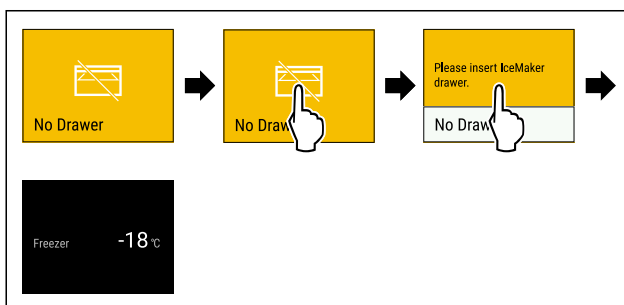 No Drawer
No Draw
Please insert IceMaker
drawer.
No Draw
Freezer -18 °C